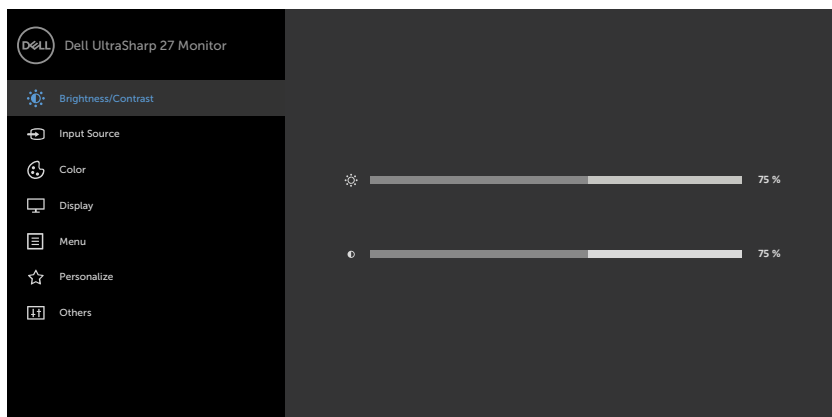 DELL
Dell UltraSharp 27 Monitor
Brightness/Contrast
Input Source
Color
75 %
Display
Menu
75 %
Personalize
Others